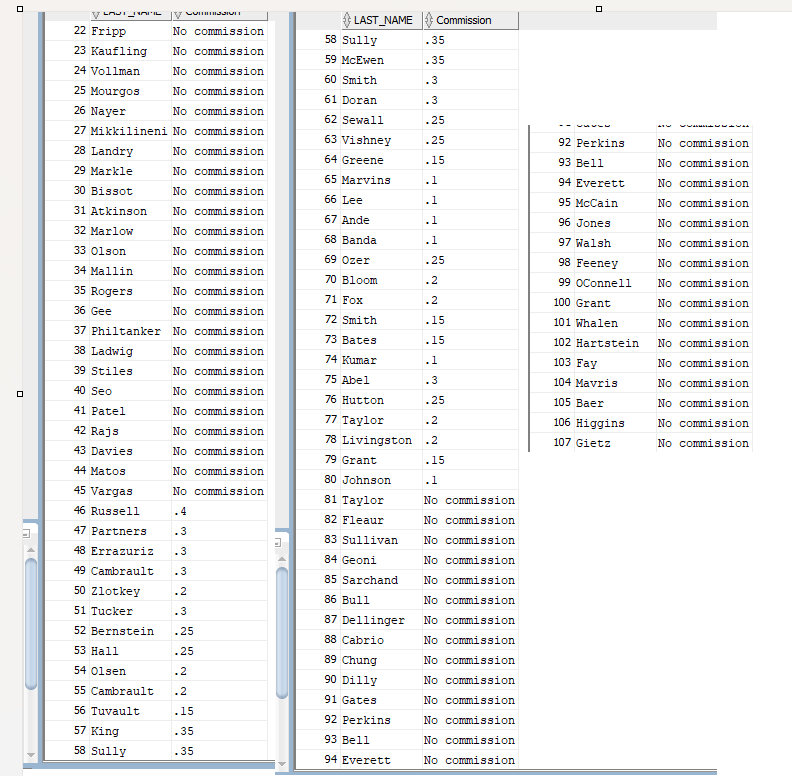 LAST_NAME Commission
22 Fripp No commission
23 Kaufling No commission
24 Vollman No commission
25 Mourgos No commission
26 Nayer No commission
27 Mikkilineni No commission
28 Landry No commission
29 Markle No commission
30 Bissot No commission
31 Atkinson No commission
32 Marlow No commission
33 Olson No commission
34 Mallin No commission
35 Rogers No commission
36 Gee No commission
37 Philtanker No commission
38 Ladwig No commission
39 Stiles No commission
40 Seo No commission
41 Patel No commission
42 Rajs No commission
43 Davies No commission
44 Matos No commission
45 Vargas No commission
46 Russell .4
47 Partners .3
48 Errazuriz .3
49 Cambrault .3
50 Zlotkey .2
51 Tucker .3
52 Bernstein .25
53 Hall .25
54 Olsen .2
55 Cambrault .2
56 Tuvault .15
57 King .35
58 Sully .35
LAST_NAME Commission
58 Sully .35
59 McEwen .35
60 Smith .3
61 Doran .3
62 Sewall .25
63 Vishney .25
64 Greene .15
65 Marvins .1
66 Lee .1
67 Ande .1
68 Banda .1
69 Ozer .25
70 Bloom .2
71 Fox .2
72 Smith .15
73 Bates .15
74 Kumar .1
75 Abel .3
76 Hutton .25
77 Taylor .2
78 Livingston .2
79 Grant .15
80 Johnson .1
81 Taylor No commission
82 Fleaur No commission
83 Sullivan No commission
84 Geoni No commission
85 Sarchand No commission
86 Bull No commission
87 Dellinger No commission
88 Cabrio No commission
89 Chung No commission
90 Dilly No commission
91 Gates No commission
92 Perkins No commission
93 Bell No commission
94 Everett No commission
92 Perkins No commission
93 Bell No commission
94 Everett No commission
95 McCain No commission
96 Jones No commission
97 Walsh No commission
98 Feeney No commission
99 OConnell No commission
100 Grant No commission
101 Whalen No commission
102 Hartstein No commission
103 Fay No commission
104 Mavris No commission
105 Baer No commission
106 Higgins No commission
107 Gietz No commission